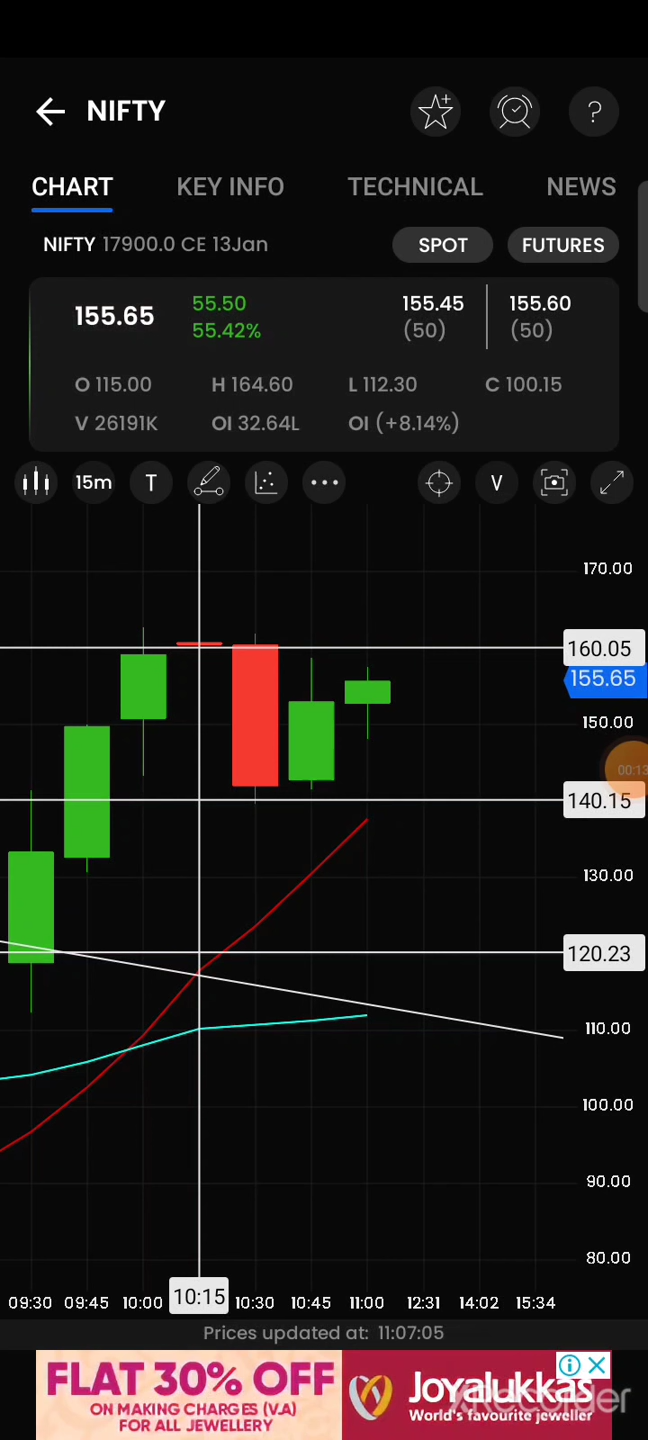 NIFTY
?
CHART KEY INFO TECHNICAL NEWS
NIFTY 17900.0 CE 13Jan SPOT FUTURES
155.65 55.50 55.42% 155.45 (50) 155.60 (50)
O 115.00 H 164.60 L 112.30 C 100.15
V 26191K OI 32.64L OI (+8.14%)
15m T V
170.00
160.05
155.65
150.00
00:13
140.15
130.00
120.23
110.00
100.00
90.00
80.00
09:30 09:45 10:00 10:15 10:30 10:45 11:00 12:31 14:02 15:34
Prices updated at: 11:07:05
FLAT 30% OFF
ON MAKING CHARGES (V.A)
FOR ALL JEWELLERY
Joyalukkas
World's favourite jeweller
XRecorder